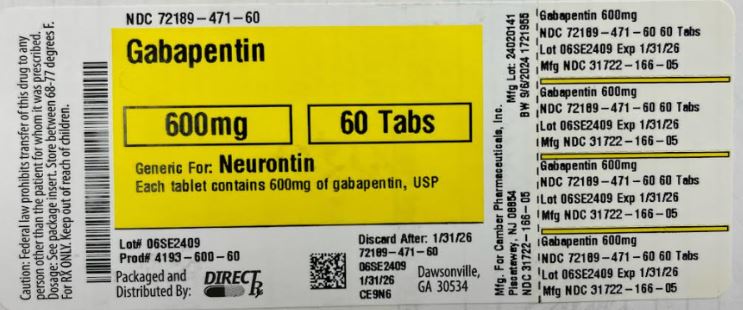 Caution: Federal law prohibits transfer of this drug to any
person other than the patient for whom it was prescribed.
Dosage: See package insert. Store between 68-77 degrees F.
For RX ONLY. Keep out of reach of children.
NDC 72189-471-60
Gabapentin
600mg
60 Tabs
Generic For: Neurontin
Each tablet contains 600mg of gabapentin, USP
Lot# 06SE2409
Prod# 4193-600-60
Packaged and
Distributed By:
DIRECT Rx
Discard After: 1/31/26
72189-471-60
06SE2409
1/31/26
CE9N6
Dawsonville,
GA 30534
Mfg. For Camber Pharmaceuticals, Inc.
Piscataway, NJ 08854
NDC 31722-166-05
Mfg Lot: 24020141
BW 9/6/2024 1721955
Gabapentin 600mg
NDC 72189-471-60 60 Tabs
Lot 06SE2409 Exp 1/31/26
Mfg NDC 31722-166-05
Gabapentin 600mg
NDC 72189-471-60 60 Tabs
Lot 06SE2409 Exp 1/31/26
Mfg NDC 31722-166-05
Gabapentin 600mg
NDC 72189-471-60 60 Tabs
Lot 06SE2409 Exp 1/31/26
Mfg NDC 31722-166-05
Gabapentin 600mg
NDC 72189-471-60 60 Tabs
Lot 06SE2409 Exp 1/31/26
Mfg NDC 31722-166-05